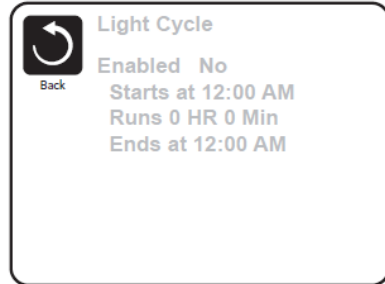 Light Cycle
Back
Enabled No
Starts at 12:00 AM
Runs 0 HR 0 Min
Ends at 12:00 AM